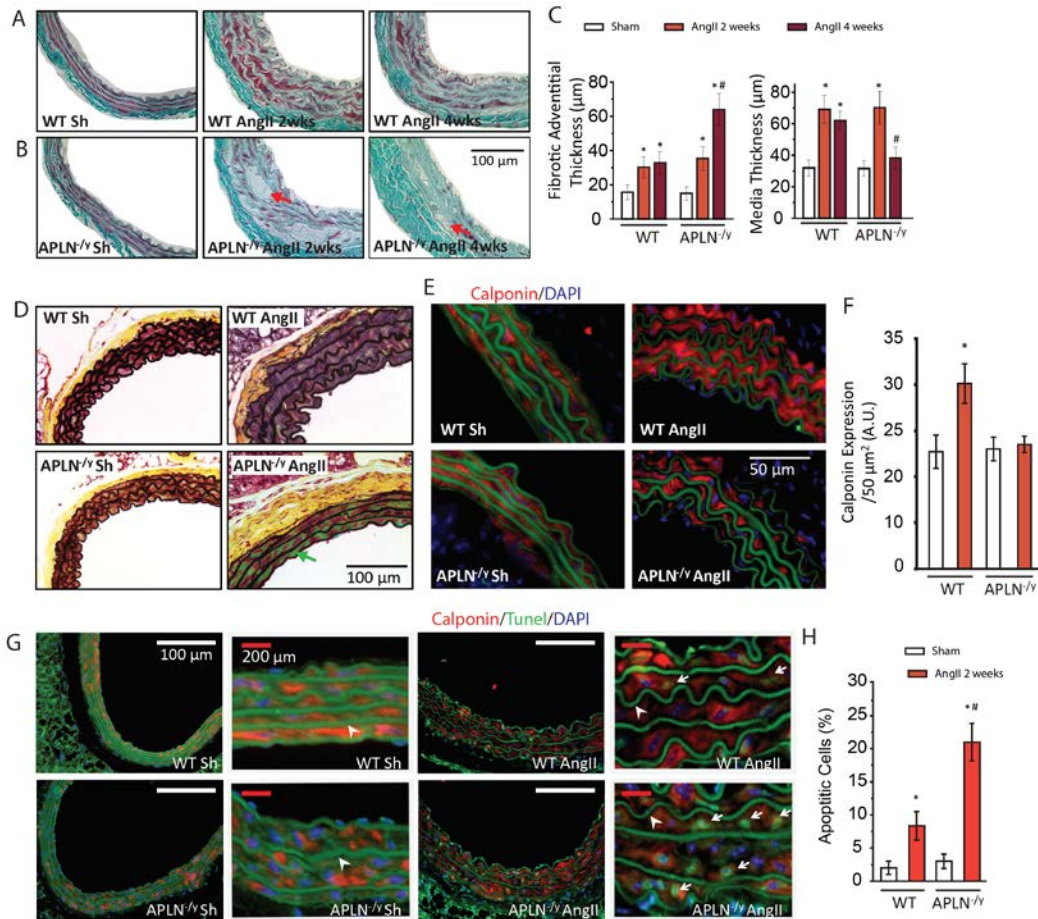 A
WT Sh
WT AngII 2wks
WT AngII 4wks
B
APLN-/y Sh
APLN-/y AngII 2wks
100 µm
APLN-/y AngII 4wks
C
Sham
AngII 2 weeks
AngII 4 weeks
Fibrotic Adventitial
Thickness (µm)
80
60
40
20
0
*
*
*
* #
WT
APLN-/y
Media Thickness (µm)
80
60
40
20
0
*
*
*
#
WT
APLN-/y
D
WT Sh
WT AngII
APLN-/y Sh
APLN-/y AngII
100 µm
E
Calponin/DAPI
WT Sh
WT AngII
APLN-/y Sh
50 µm
APLN-/y AngII
F
Calponin Expression
/50 µm² (A.U.)
35
30
24
25
20
0
*
WT
APLN-/y
Calponin/Tunel/DAPI
G
100 µm
WT Sh
200 µm
WT Sh
WT AngII
WT AngII
APLN-/y Sh
APLN-/y Sh
APLN-/y AngII
APLN-/y AngII
H
Sham
AngII 2 weeks
Apoptitic Cells (%)
30
25
20
15
10
5
0
*
* #
WT
APLN-/y